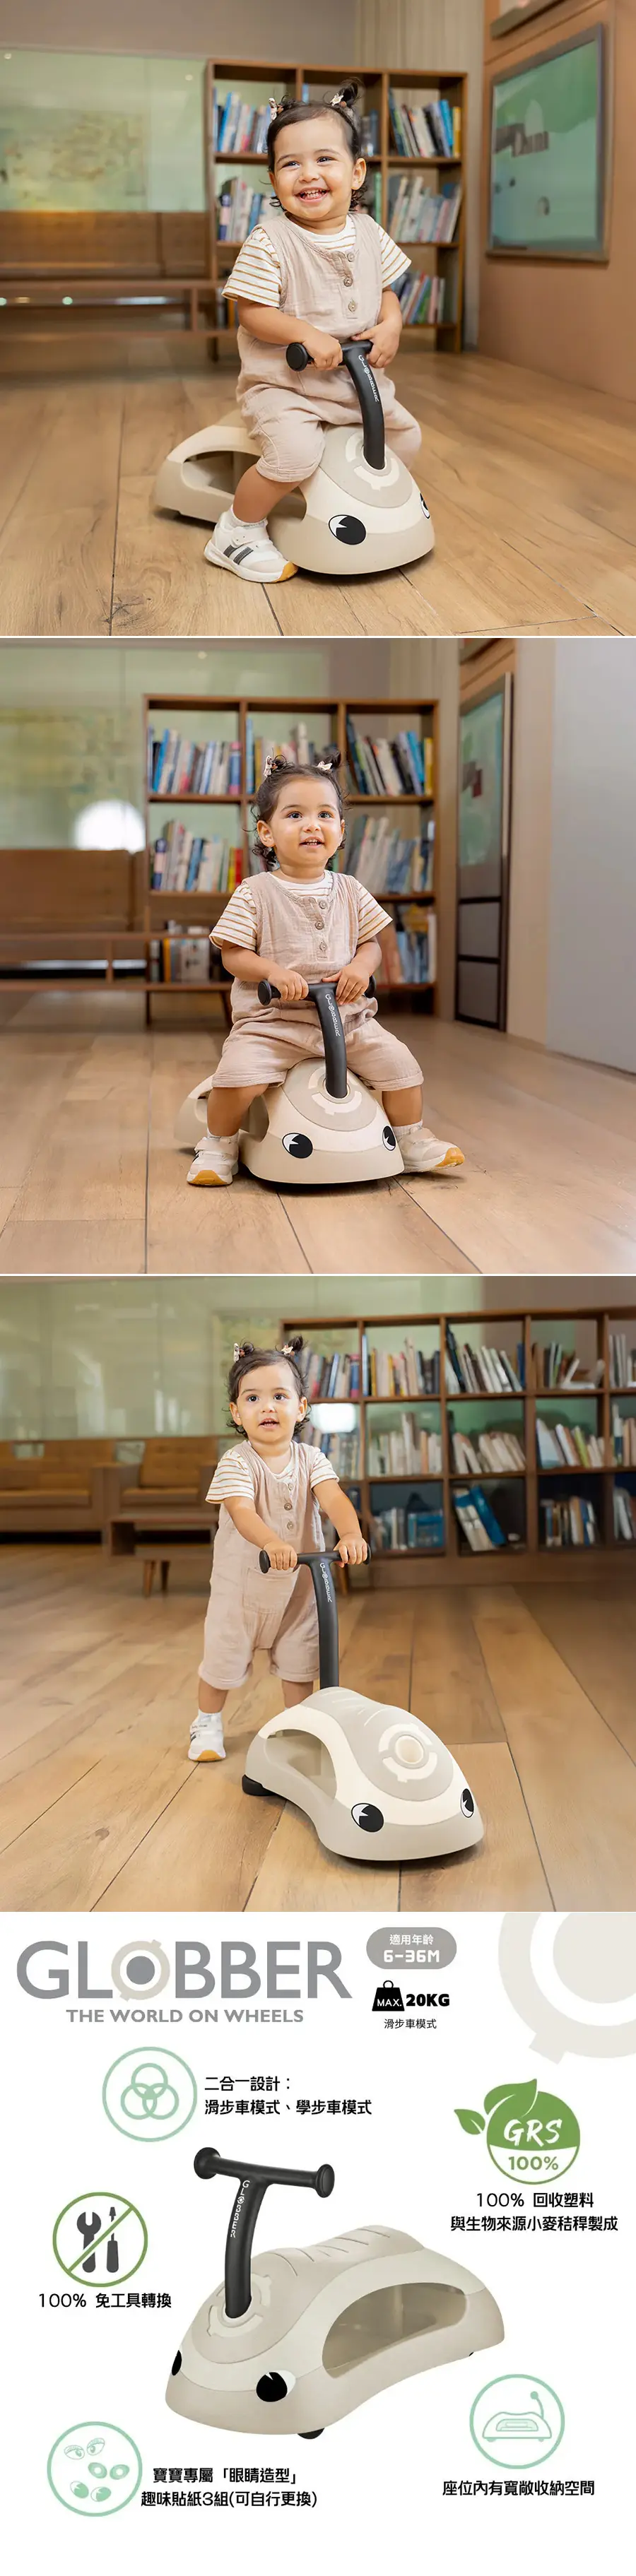 GLOBBER
GLOBBER
GLOBBER
GLOBBER
THE WORLD ON WHEELS
適用年齡
6-36M
MAX. 20KG
滑步車模式
二合一設計：
滑步車模式、學步車模式
GRS
100%
100% 回收塑料
與生物來源小麥秸稈製成
GLOBBER
100% 免工具轉換
寶寶專屬「眼睛造型」
趣味貼紙3組(可自行更換)
座位內有寬敞收納空間